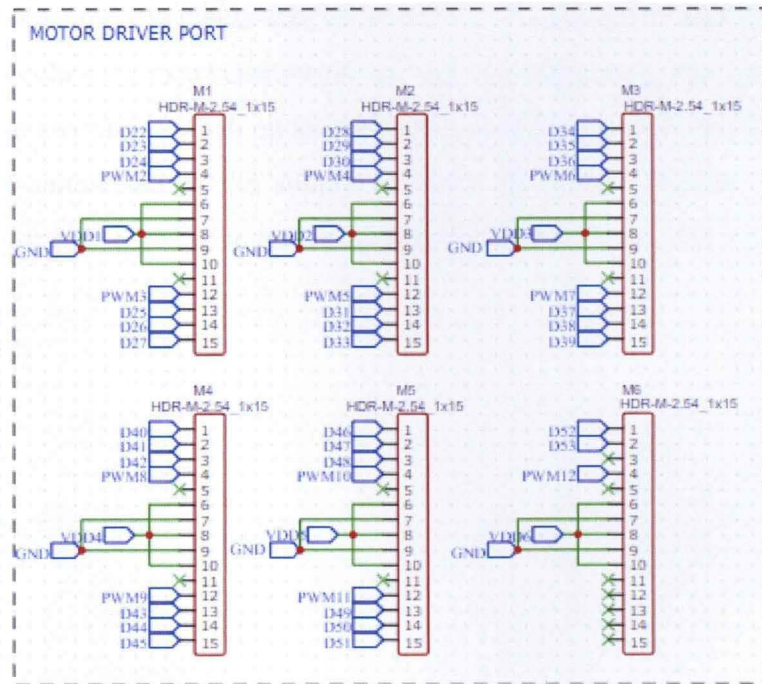 MOTOR DRIVER PORT
M1
HDR-M-2.54_1x15
D22 1
D23 2
D24 3
PWM2 4
5
6
7
VDD1 8
GND 9
10
11
PWM3 12
D25 13
D26 14
D27 15
M2
HDR-M-2.54_1x15
D28 1
D29 2
D30 3
PWM4 4
5
6
7
VDD2 8
GND 9
10
11
PWM5 12
D31 13
D32 14
D33 15
M3
HDR-M-2.54_1x15
D34 1
D35 2
D36 3
PWM6 4
5
6
7
VDD3 8
GND 9
10
11
PWM7 12
D37 13
D38 14
D39 15
M4
HDR-M-2.54_1x15
D40 1
D41 2
D42 3
PWM8 4
5
6
7
VDD4 8
GND 9
10
11
PWM9 12
D43 13
D44 14
D45 15
M5
HDR-M-2.54_1x15
D46 1
D47 2
D48 3
PWM10 4
5
6
7
VDD5 8
GND 9
10
11
PWM11 12
D49 13
D50 14
D51 15
M6
HDR-M-2.54_1x15
D52 1
D53 2
3
PWM12 4
5
6
7
VDD6 8
GND 9
10
11
12
13
14
15